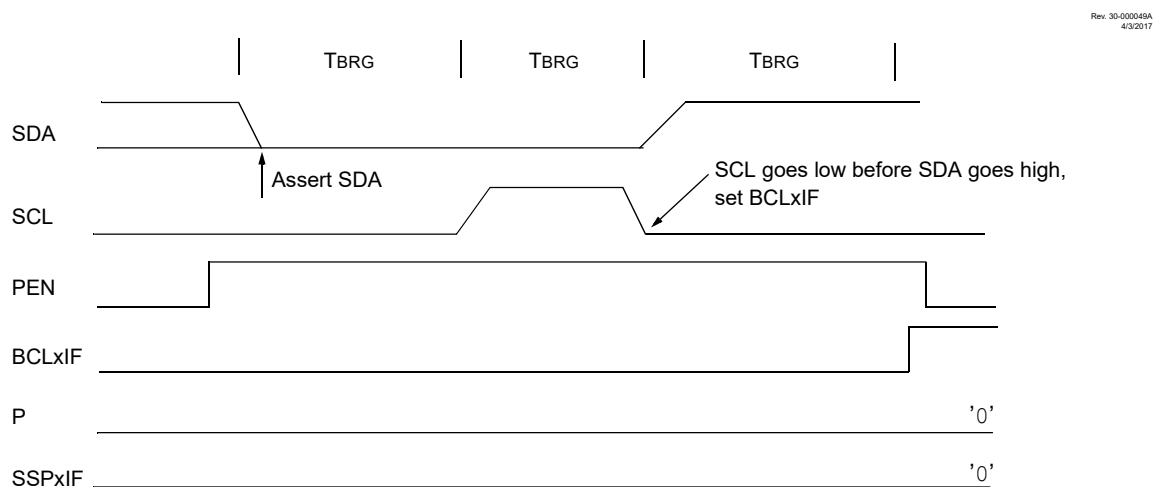 Rev. 30-000049A
4/3/2017
TBRG TBRG TBRG
SDA
Assert SDA
SCL goes low before SDA goes high,
set BCLxIF
SCL
PEN
BCLxIF
P '0'
SSPxIF '0'